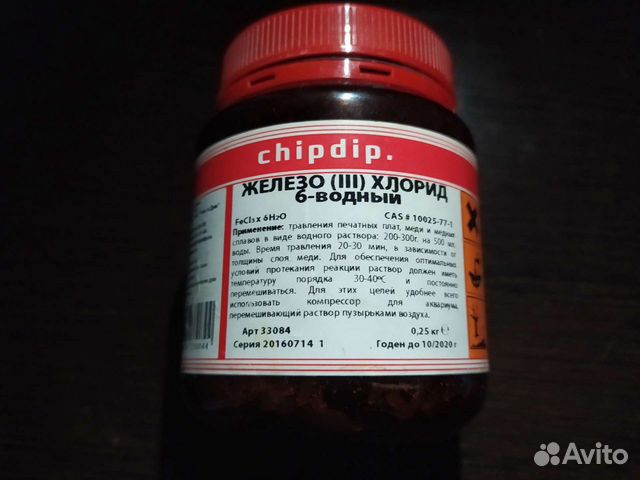 chipdip.
ЖЕЛЕЗО (III) ХЛОРИД
6-водный
FeCl₃ x 6H₂O CAS # 10025-77-1
Применение: травления печатных плат, меди и медных
сплавов в виде водного раствора: 200-300г. на 500 мл.
воды. Время травления 20-30 мин, в зависимости от
толщины слоя меди. Для обеспечения оптимальных
условий протекания реакции раствор должен иметь
температуру порядка 30-40ºС и постоянно
перемешиваться. Для этих целей удобнее всего
использовать компрессор для аквариума,
перемешивающий раствор пузырьками воздуха.
Арт 33084 0,25 кг ℮
Серия 20160714 1 Годен до 10/2020 г
Avito